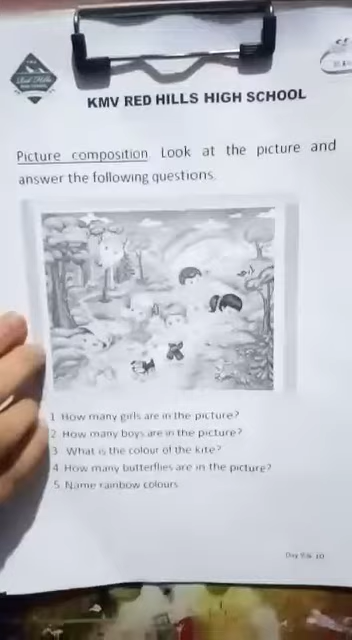 KMV RED HILLS HIGH SCHOOL
Picture composition. Look at the picture and
answer the following questions.
1 How many girls are in the picture?
2 How many boys are in the picture?
3 What is the colour of the kite?
4 How many butterflies are in the picture?
5 Name rainbow colours
Day